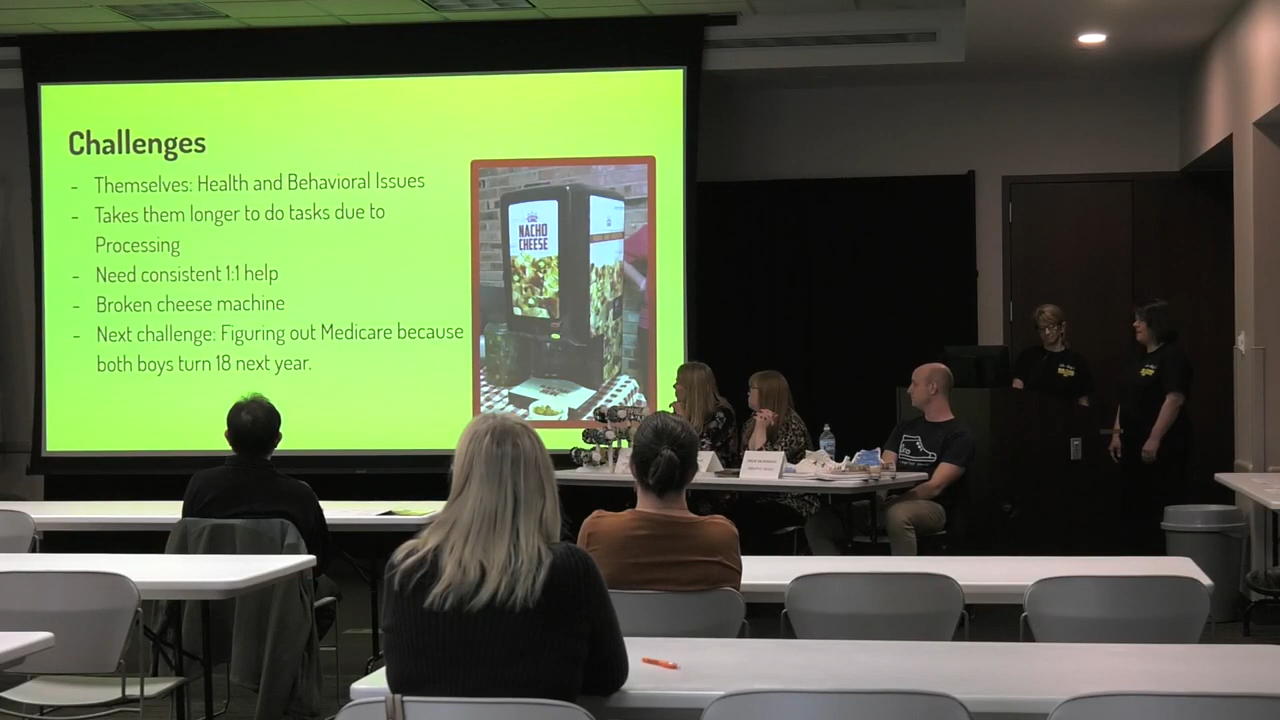 Challenges
- Themselves: Health and Behavioral Issues
- Takes them longer to do tasks due to
Processing
- Need consistent 1:1 help
- Broken cheese machine
- Next challenge: Figuring out Medicare because
both boys turn 18 next year.
NACHO
CHEESE